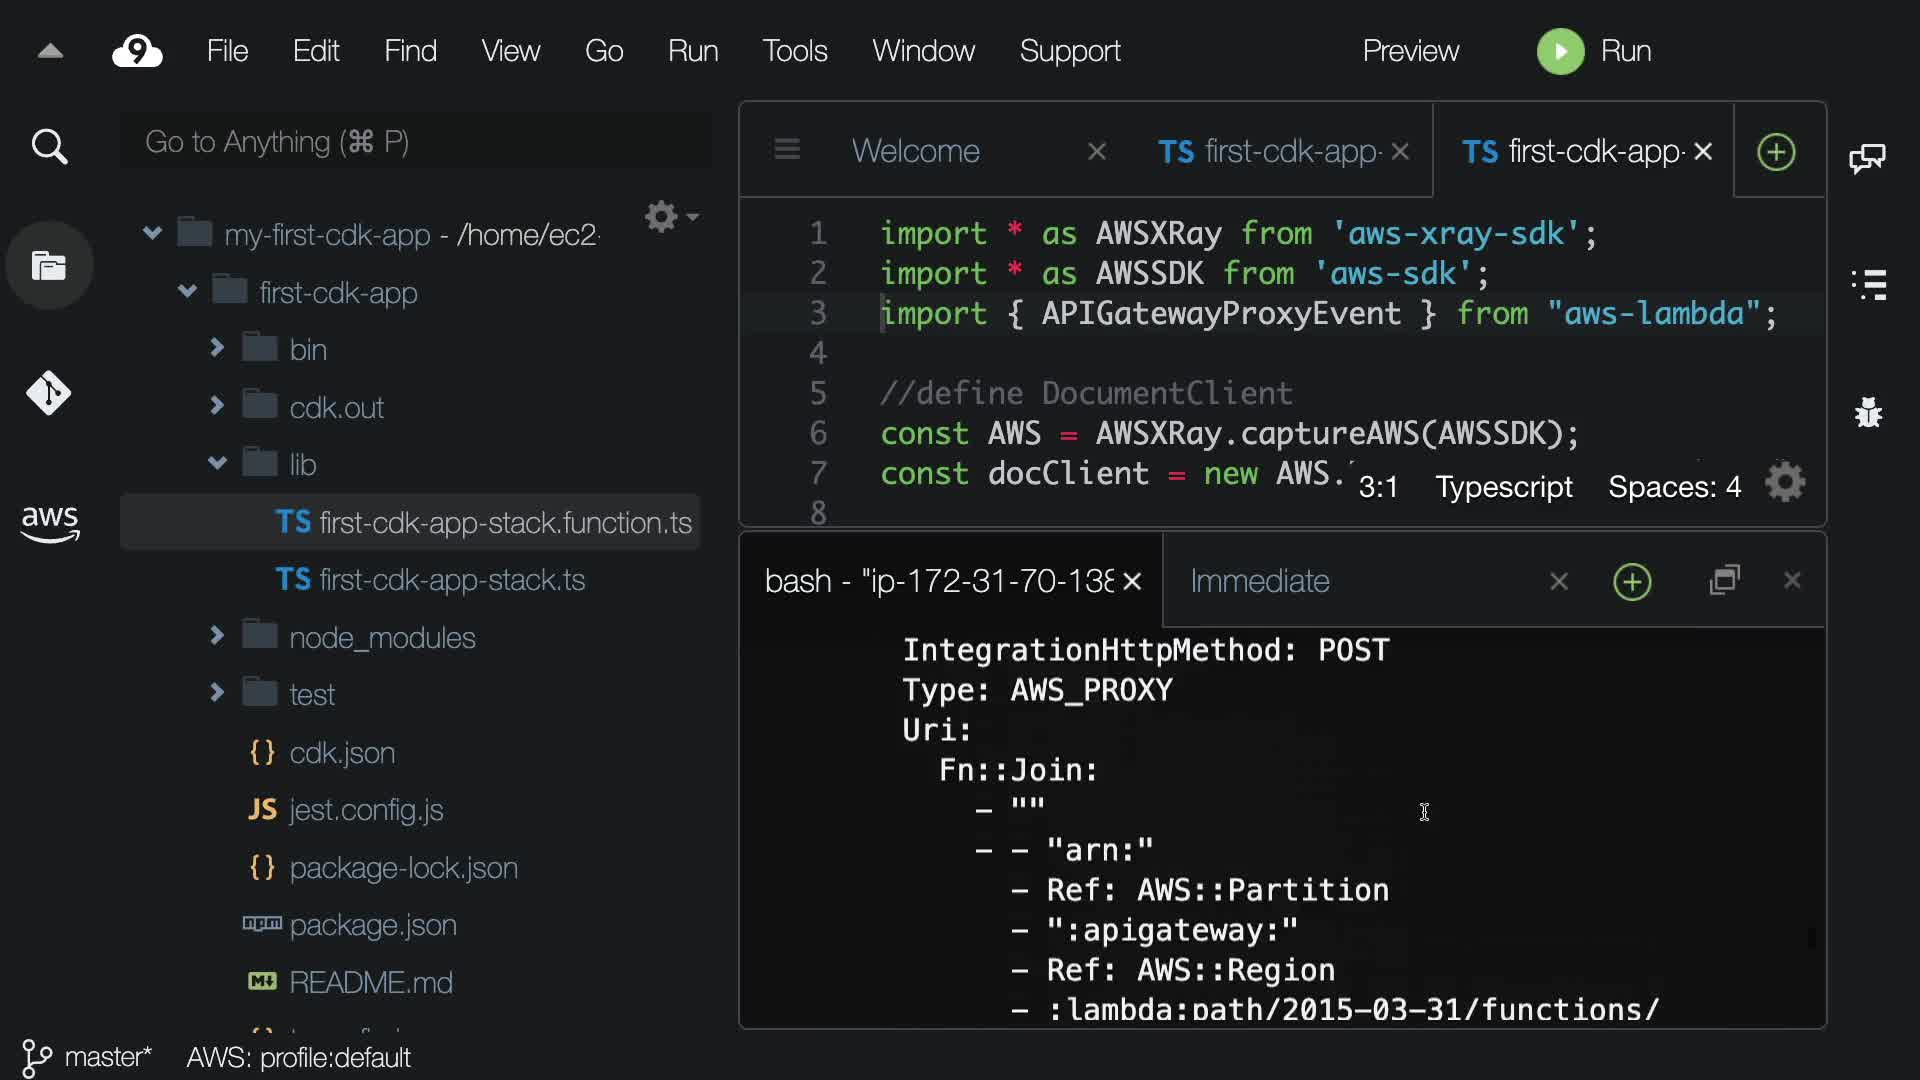 9 File Edit Find View Go Run Tools Window Support Preview Run
Go to Anything (⌘ P)
my-first-cdk-app - /home/ec2-
first-cdk-app
bin
cdk.out
lib
TS first-cdk-app-stack.function.ts
TS first-cdk-app-stack.ts
node_modules
test
{} cdk.json
JS jest.config.js
{} package-lock.json
npm package.json
M↓ README.md
aws
Welcome
TS first-cdk-app-
TS first-cdk-app-
1 import * as AWSXRay from 'aws-xray-sdk';
2 import * as AWSSDK from 'aws-sdk';
3 import { APIGatewayProxyEvent } from "aws-lambda";
4
5 //define DocumentClient
6 const AWS = AWSXRay.captureAWS(AWSSDK);
7 const docClient = new AWS.
8
3:1 Typescript Spaces: 4
bash - "ip-172-31-70-138
Immediate
IntegrationHttpMethod: POST
Type: AWS_PROXY
Uri:
Fn::Join:
- ""
- - "arn:"
- Ref: AWS::Partition
- ":apigateway:"
- Ref: AWS::Region
- :lambda:path/2015-03-31/functions/
master* AWS: profile:default